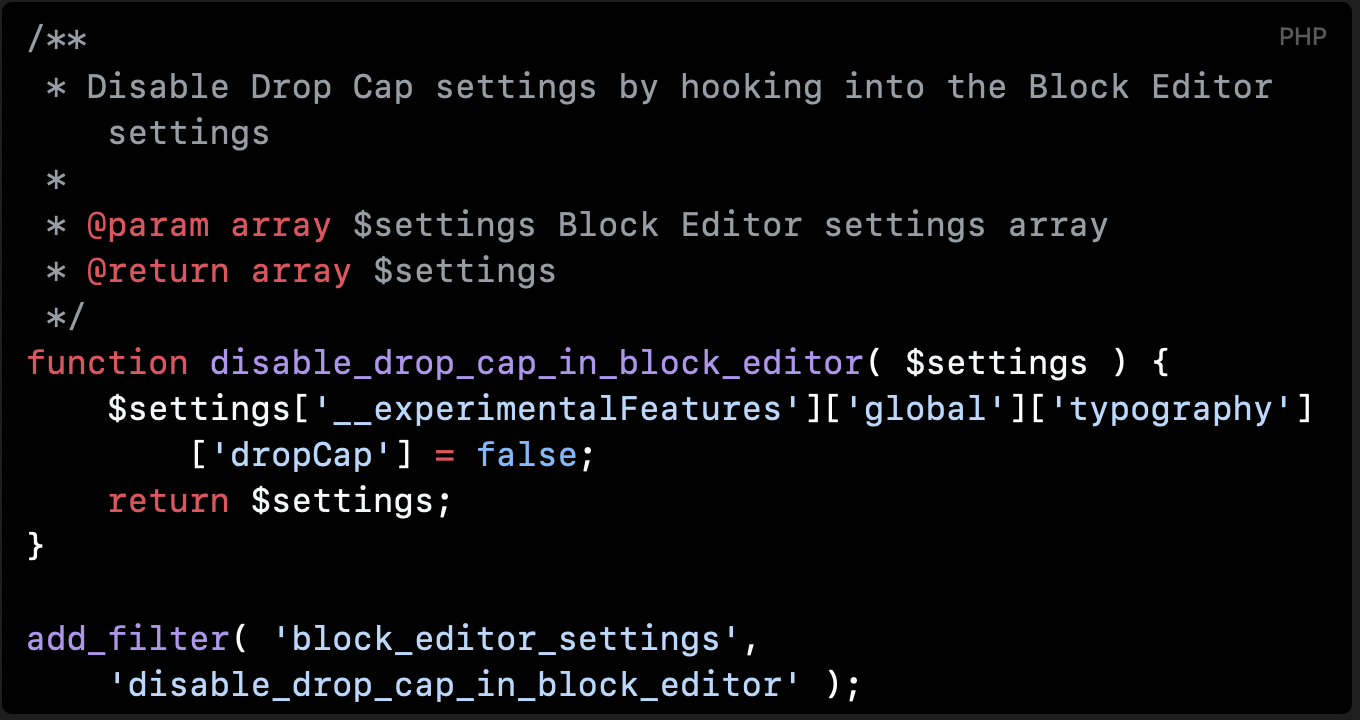 PHP
/**
 * Disable Drop Cap settings by hooking into the Block Editor
    settings
 *
 * @param array $settings Block Editor settings array
 * @return array $settings
 */
function disable_drop_cap_in_block_editor( $settings ) {
    $settings['__experimentalFeatures']['global']['typography']
        ['dropCap'] = false;
    return $settings;
}

add_filter( 'block_editor_settings',
    'disable_drop_cap_in_block_editor' );